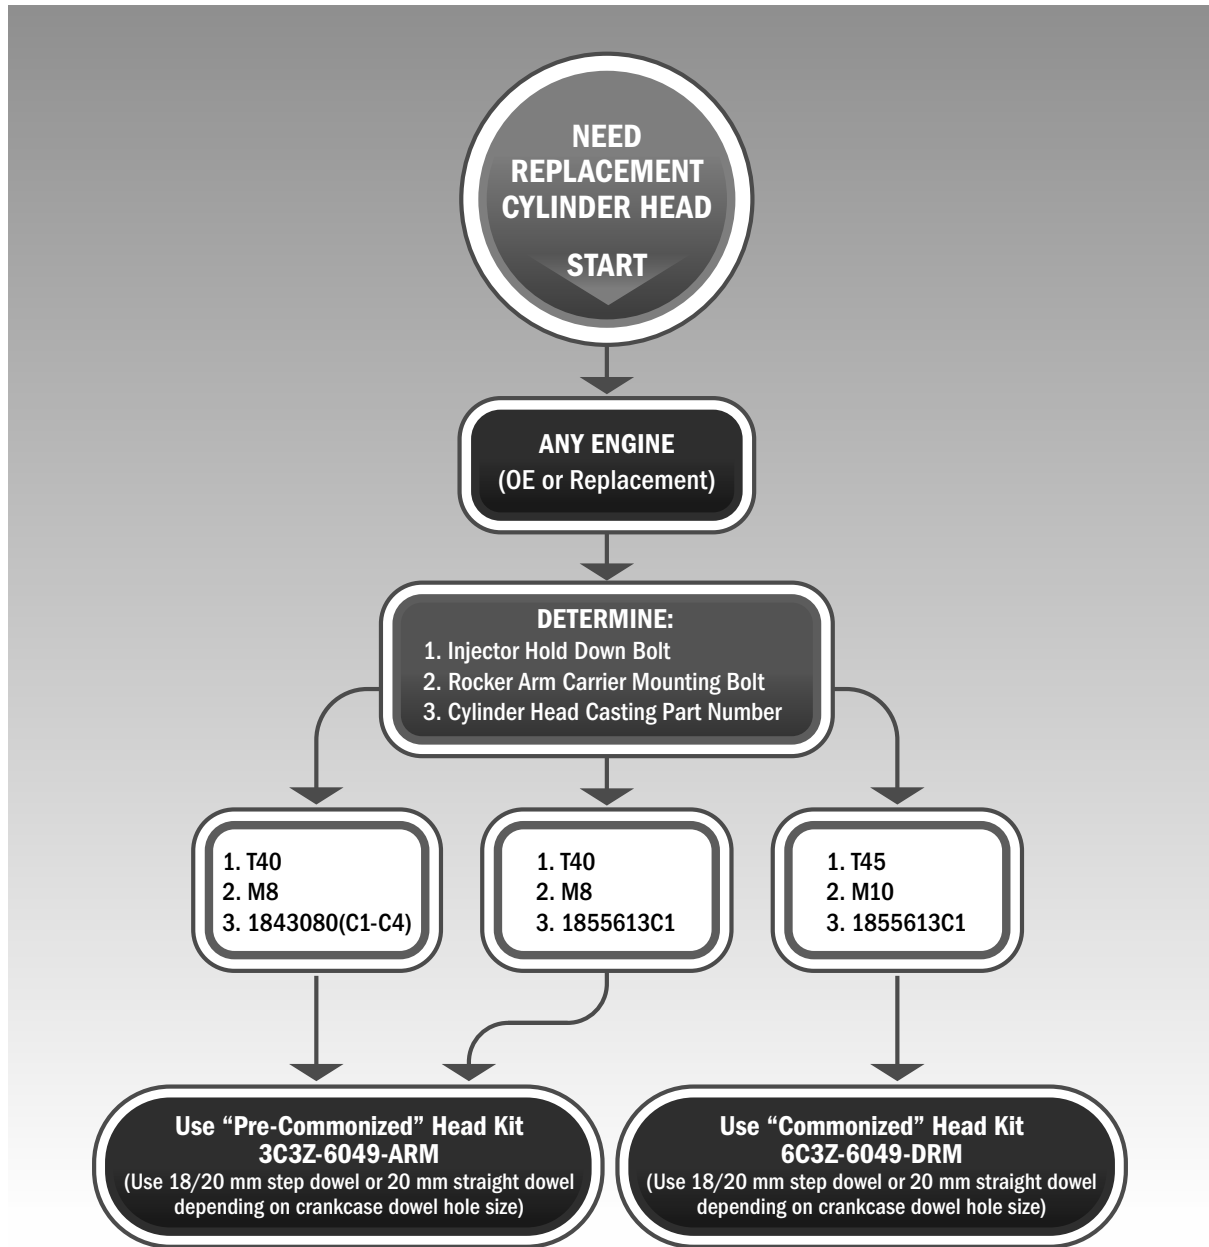 NEED
REPLACEMENT
CYLINDER HEAD
START
ANY ENGINE
(OE or Replacement)
DETERMINE:
1. Injector Hold Down Bolt
2. Rocker Arm Carrier Mounting Bolt
3. Cylinder Head Casting Part Number
1. T40
2. M8
3. 1843080(C1-C4)
1. T40
2. M8
3. 1855613C1
1. T45
2. M10
3. 1855613C1
Use “Pre-Commonized” Head Kit
3C3Z-6049-ARM
(Use 18/20 mm step dowel or 20 mm straight dowel
depending on crankcase dowel hole size)
Use “Commonized” Head Kit
6C3Z-6049-DRM
(Use 18/20 mm step dowel or 20 mm straight dowel
depending on crankcase dowel hole size)